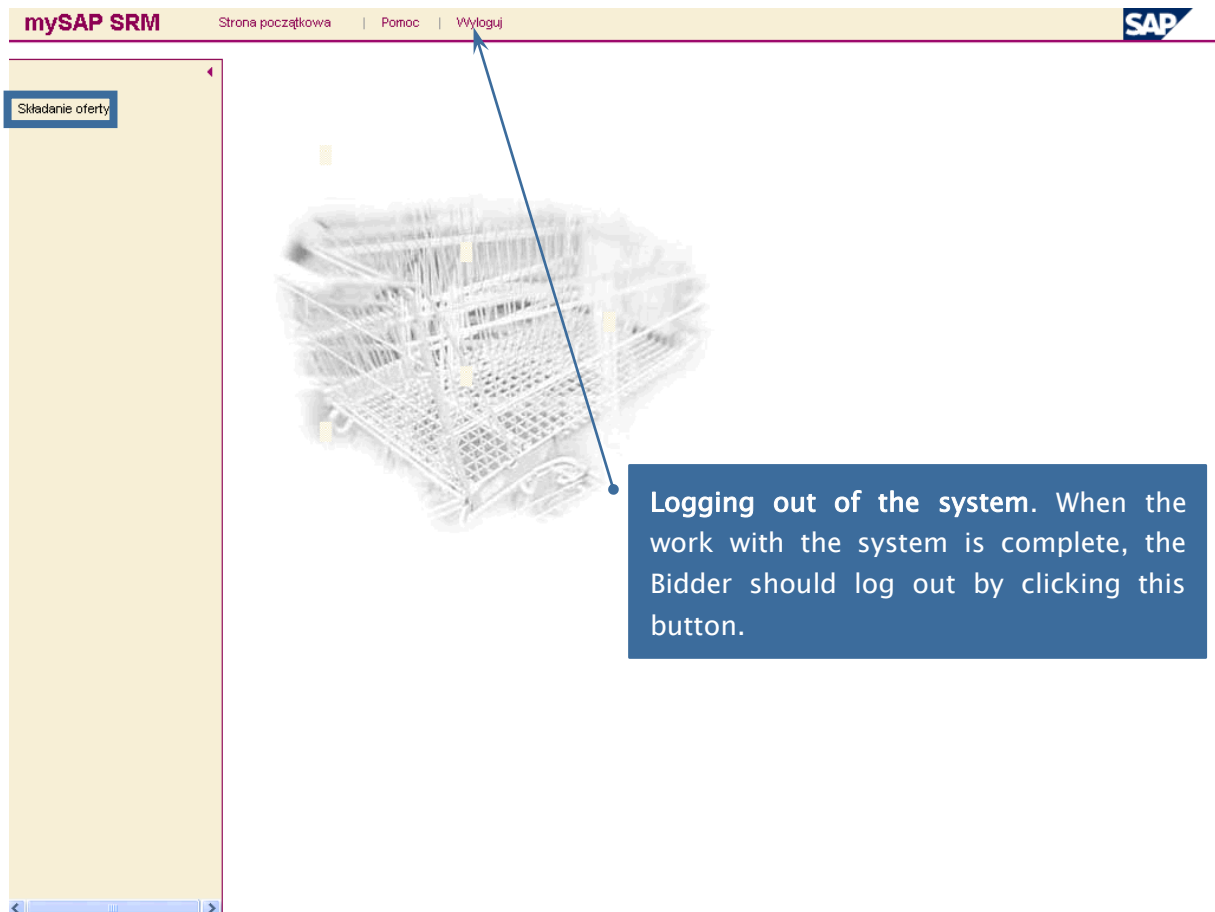 mySAP SRM Strona początkowa | Pomoc | Wyloguj SAP
Składanie oferty
Logging out of the system. When the
work with the system is complete, the
Bidder should log out by clicking this
button.